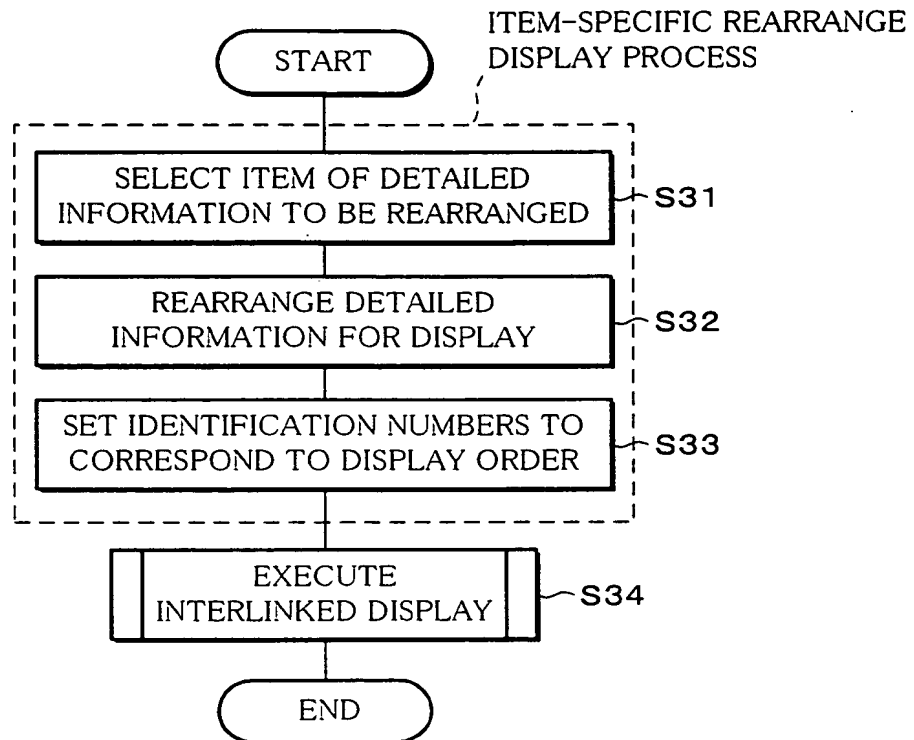 ITEM-SPECIFIC REARRANGE
DISPLAY PROCESS
START
SELECT ITEM OF DETAILED
INFORMATION TO BE REARRANGED
S31
REARRANGE DETAILED
INFORMATION FOR DISPLAY
S32
SET IDENTIFICATION NUMBERS TO
CORRESPOND TO DISPLAY ORDER
S33
EXECUTE
INTERLINKED DISPLAY
S34
END